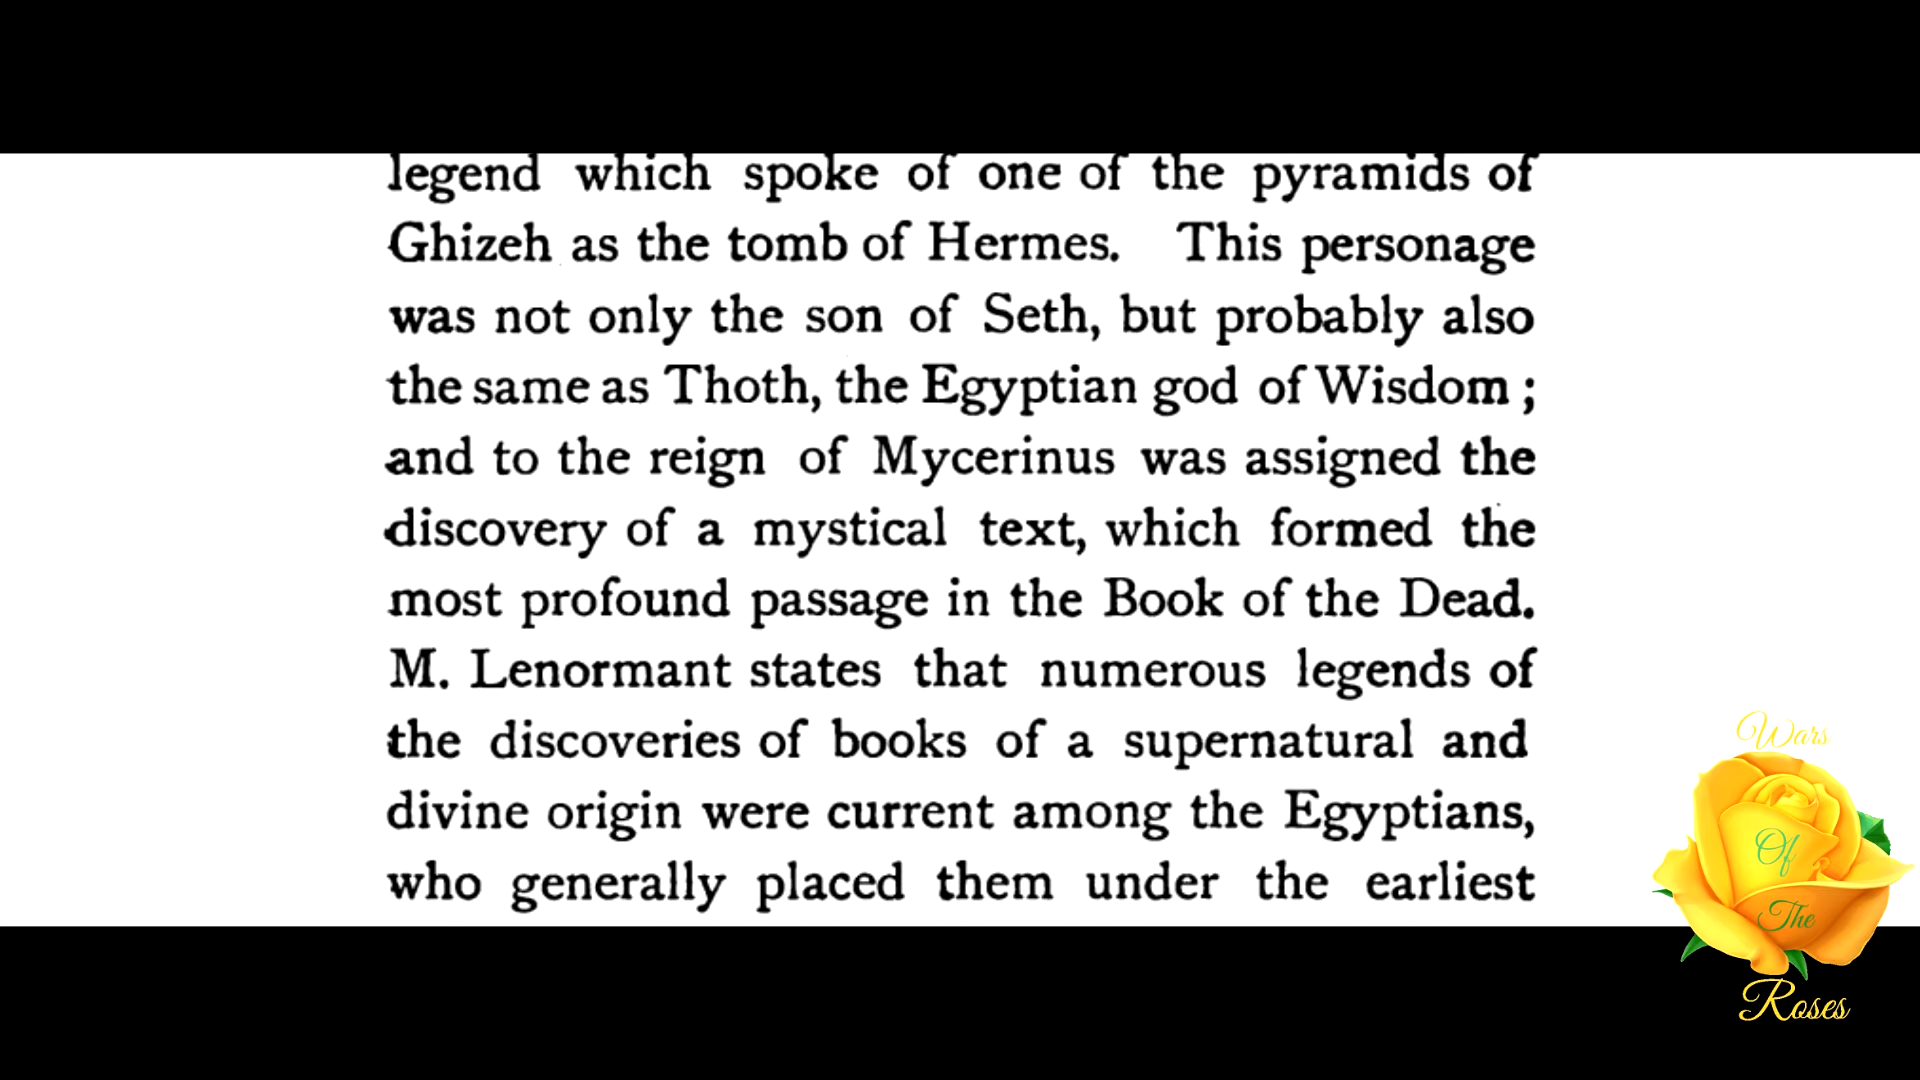 legend which spoke of one of the pyramids of
Ghizeh as the tomb of Hermes. This personage
was not only the son of Seth, but probably also
the same as Thoth, the Egyptian god of Wisdom ;
and to the reign of Mycerinus was assigned the
discovery of a mystical text, which formed the
most profound passage in the Book of the Dead.
M. Lenormant states that numerous legends of
the discoveries of books of a supernatural and
divine origin were current among the Egyptians,
who generally placed them under the earliest
Wars
Of
The
Roses